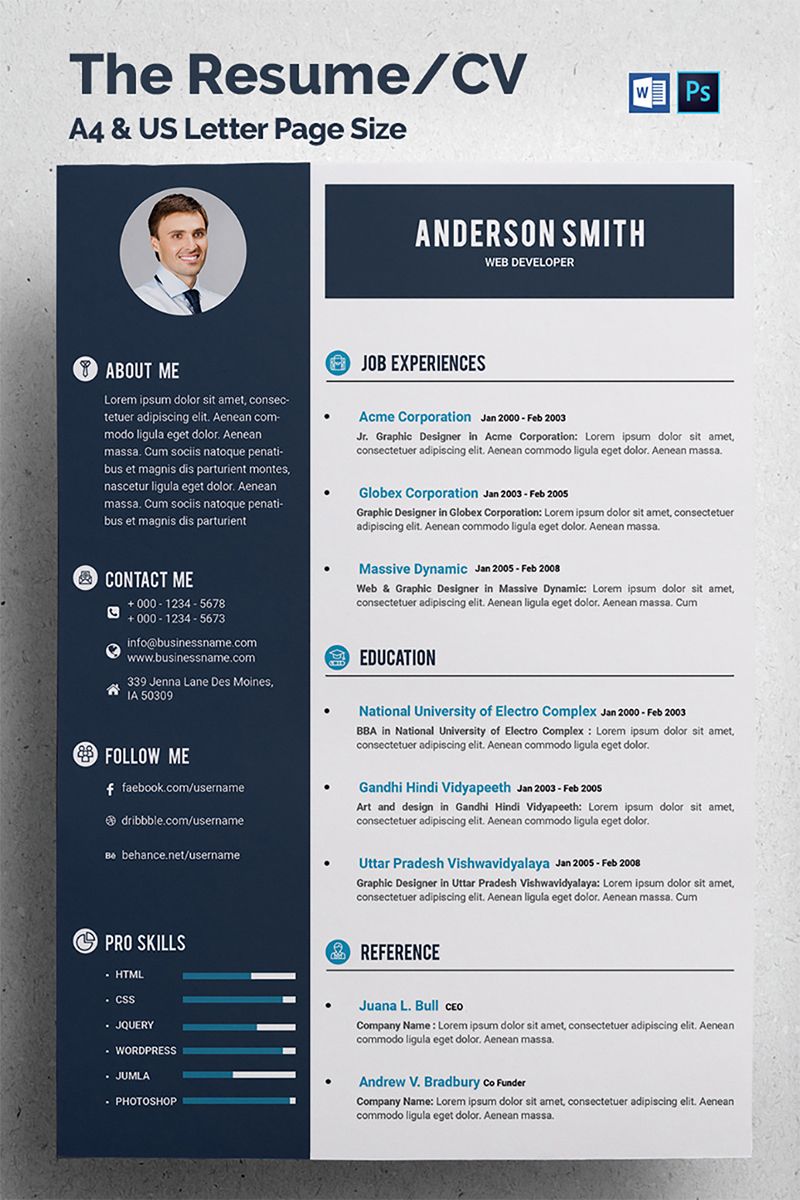 The Resume/CV
A4 & US Letter Page Size
W
Ps
ANDERSON SMITH
WEB DEVELOPER
ABOUT ME
Lorem ipsum dolor sit amet, consec-
tetuer adipiscing elit. Aenean com-
modo ligula eget dolor. Aenean
massa. Cum sociis natoque penati-
bus et magnis dis parturient montes,
nascetur ligula eget dolor. Aenean
massa. Cum sociis natoque penati-
bus et magnis dis parturient
CONTACT ME
+ 000 - 1234 - 5678
+ 000 - 1234 - 5673
info@businessname.com
www.businessname.com
339 Jenna Lane Des Moines,
IA 50309
FOLLOW ME
faebook.com/username
dribbble.com/username
Bē behance.net/username
PRO SKILLS
• HTML
• CSS
• JQUERY
• WORDPRESS
• JUMLA
• PHOTOSHOP
JOB EXPERIENCES
• Acme Corporation Jan 2000 - Feb 2003
Jr. Graphic Designer in Acme Corporation: Lorem ipsum dolor sit amet,
consectetuer adipiscing elit. Aenean commodo ligula eget dolor. Aenean massa.
• Globex Corporation Jan 2003 - Feb 2005
Graphic Designer in Globex Corporation: Lorem ipsum dolor sit amet, consectetuer
adipiscing elit. Aenean commodo ligula eget dolor. Aenean massa.
• Massive Dynamic Jan 2005 - Feb 2008
Web & Graphic Designer in Massive Dynamic: Lorem ipsum dolor sit amet,
consectetuer adipiscing elit. Aenean ligula eget dolor. Aenean massa. Cum
EDUCATION
• National University of Electro Complex Jan 2000 - Feb 2003
BBA in National University of Electro Complex : Lorem ipsum dolor sit amet,
consectetuer adipiscing elit. Aenean commodo ligula eget dolor.
• Gandhi Hindi Vidyapeeth Jan 2003 - Feb 2005
Art and design in Gandhi Hindi Vidyapeeth: Lorem ipsum dolor sit amet,
consectetuer adipiscing elit. Aenean commodo ligula eget dolor.
• Uttar Pradesh Vishwavidyalaya Jan 2005 - Feb 2008
Graphic Designer in Uttar Pradesh Vishwavidyalaya: Lorem ipsum dolor sit amet,
consectetuer adipiscing elit. Aenean ligula eget dolor. Aenean massa. Cum
REFERENCE
• Juana L. Bull CEO
Company Name : Lorem ipsum dolor sit amet, consectetuer adipiscing elit. Aenean
commodo ligula eget dolor. Aenean massa.
• Andrew V. Bradbury Co Funder
Company Name: Lorem ipsum dolor sit amet, consectetuer adipiscing elit. Aenean
commodo ligula eget dolor. Aenean massa.